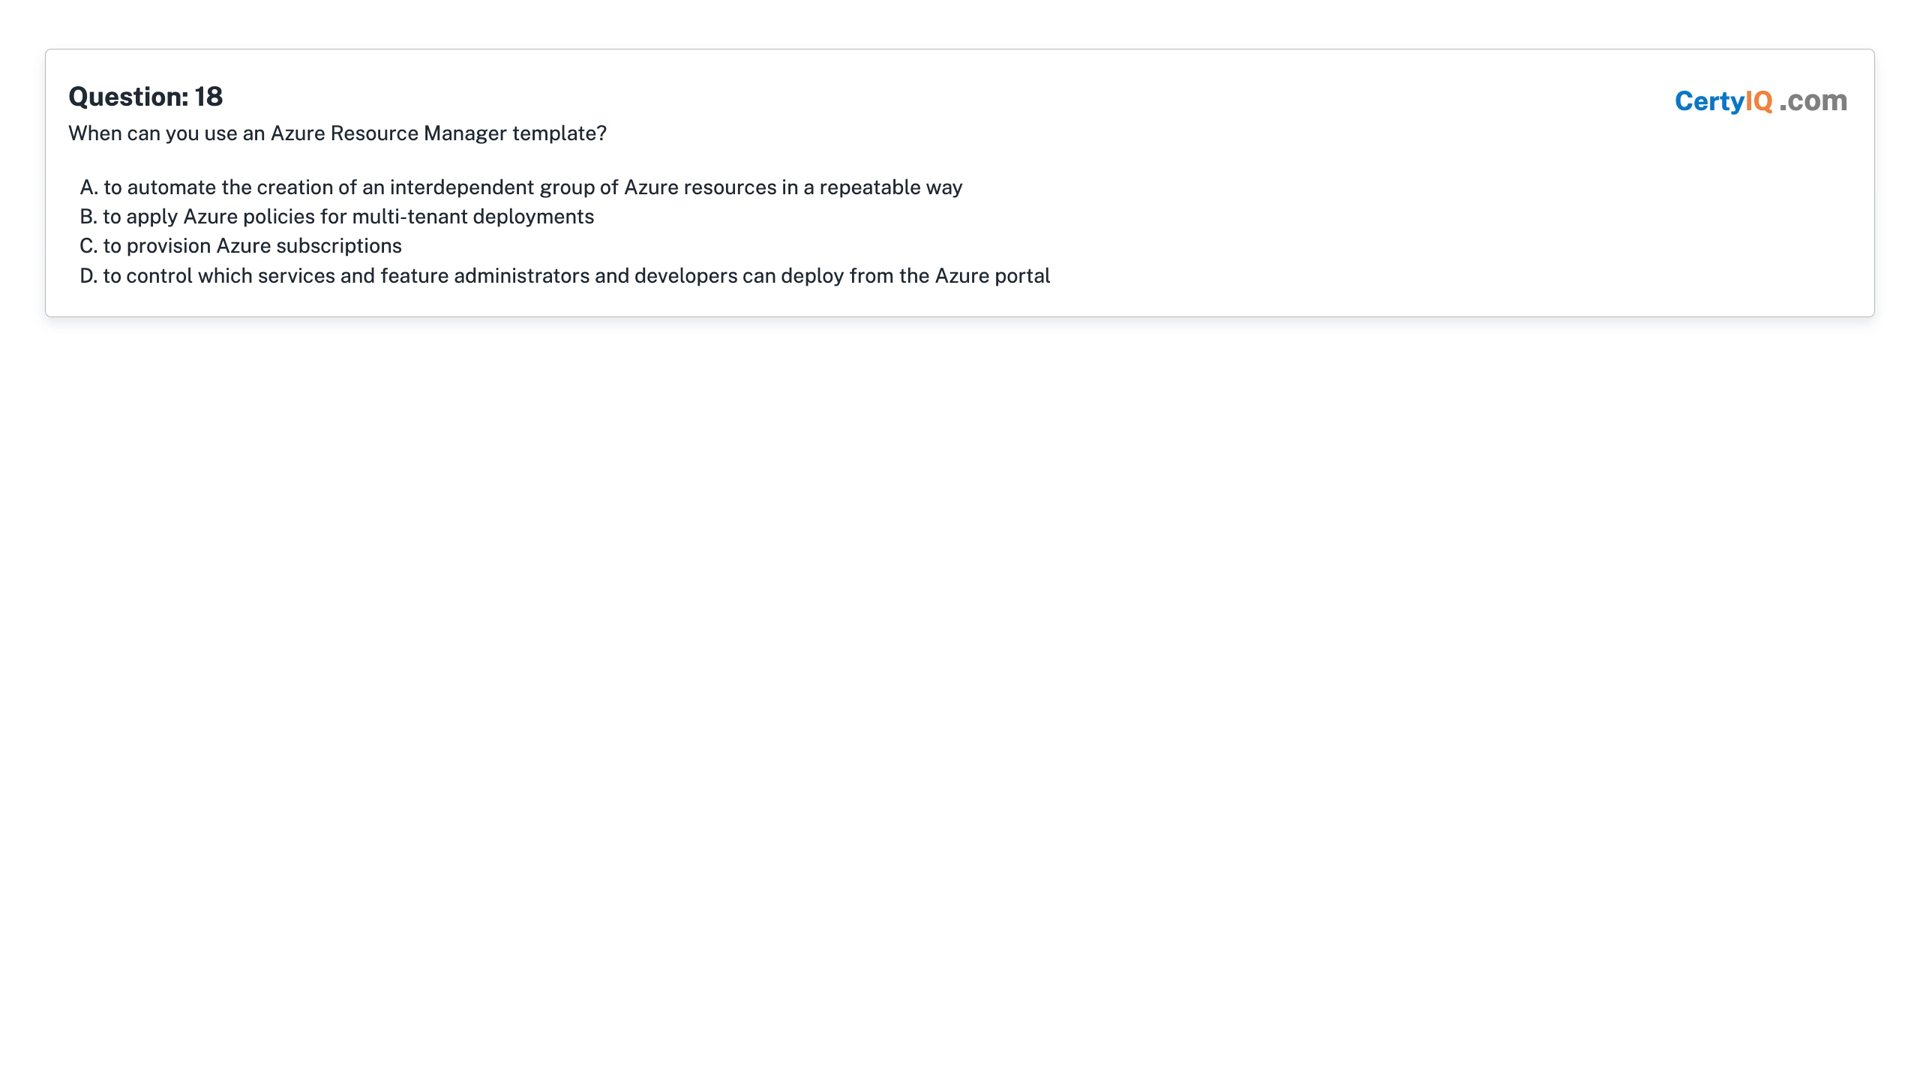 Question: 18
CertyIQ .com
When can you use an Azure Resource Manager template?
A. to automate the creation of an interdependent group of Azure resources in a repeatable way
B. to apply Azure policies for multi-tenant deployments
C. to provision Azure subscriptions
D. to control which services and feature administrators and developers can deploy from the Azure portal